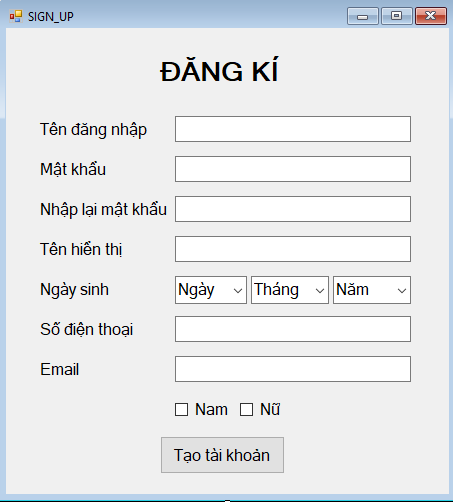 SIGN_UP
ĐĂNG KÍ
Tên đăng nhập
Mật khẩu
Nhập lại mật khẩu
Tên hiển thị
Ngày sinh Ngày Tháng Năm
Số điện thoại
Email
Nam Nữ
Tạo tài khoản